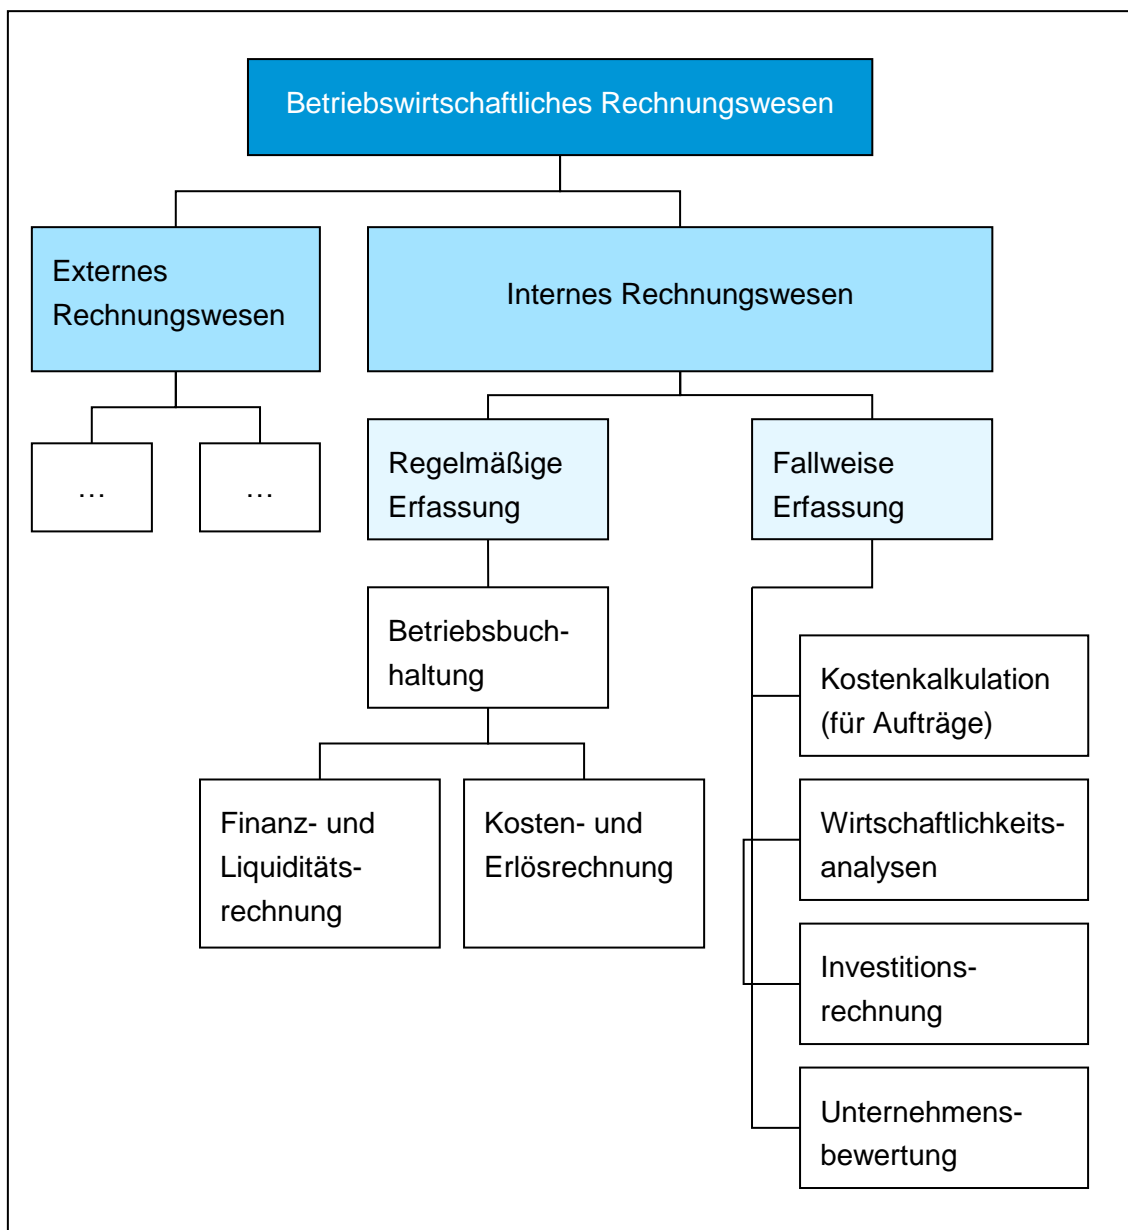 Betriebswirtschaftliches Rechnungswesen
Externes
Rechnungswesen
Internes Rechnungswesen
…
…
Regelmäßige
Erfassung
Fallweise
Erfassung
Betriebsbuch-
haltung
Finanz- und
Liquiditäts-
rechnung
Kosten- und
Erlösrechnung
Kostenkalkulation
(für Aufträge)
Wirtschaftlichkeits-
analysen
Investitions-
rechnung
Unternehmens-
bewertung